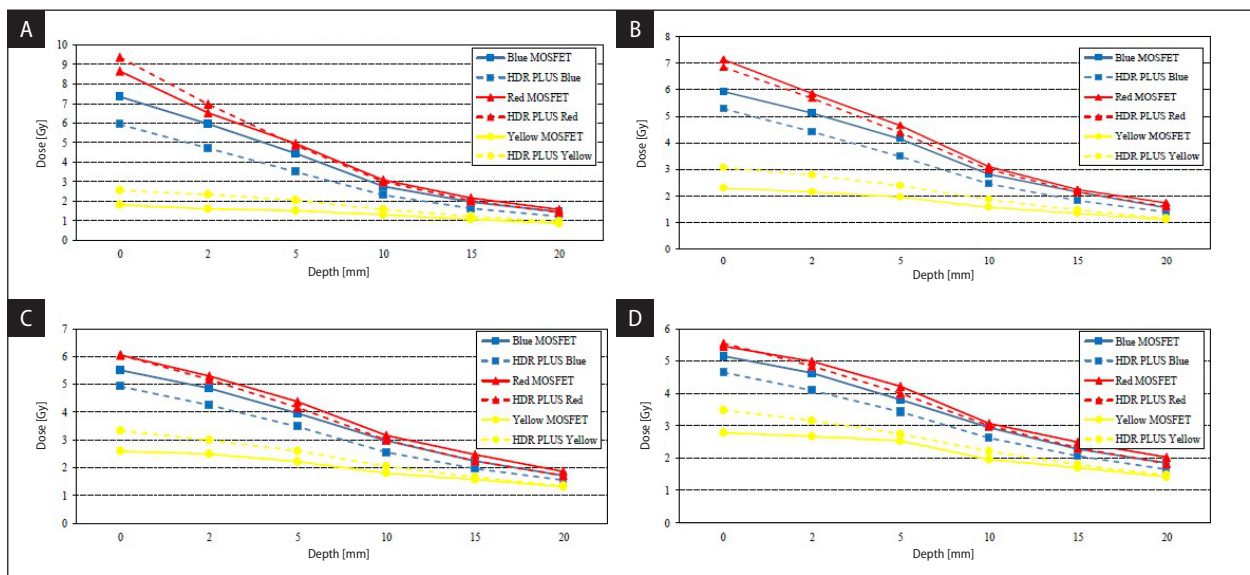 A
10
9
8
7
6
5
4
3
2
1
0
Dose [Gy]
0 2 5 10 15 20
Depth [mm]
Blue MOSFET
HDR PLUS Blue
Red MOSFET
HDR PLUS Red
Yellow MOSFET
HDR PLUS Yellow
B
8
7
6
5
4
3
2
1
0
Dose [Gy]
0 2 5 10 15 20
Depth [mm]
Blue MOSFET
HDR PLUS Blue
Red MOSFET
HDR PLUS Red
Yellow MOSFET
HDR PLUS Yellow
C
7
6
5
4
3
2
1
0
Dose [Gy]
0 2 5 10 15 20
Depth [mm]
Blue MOSFET
HDR PLUS Blue
Red MOSFET
HDR PLUS Red
Yellow MOSFET
HDR PLUS Yellow
D
6
5
4
3
2
1
0
Dose [Gy]
0 2 5 10 15 20
Depth [mm]
Blue MOSFET
HDR PLUS Blue
Red MOSFET
HDR PLUS Red
Yellow MOSFET
HDR PLUS Yellow